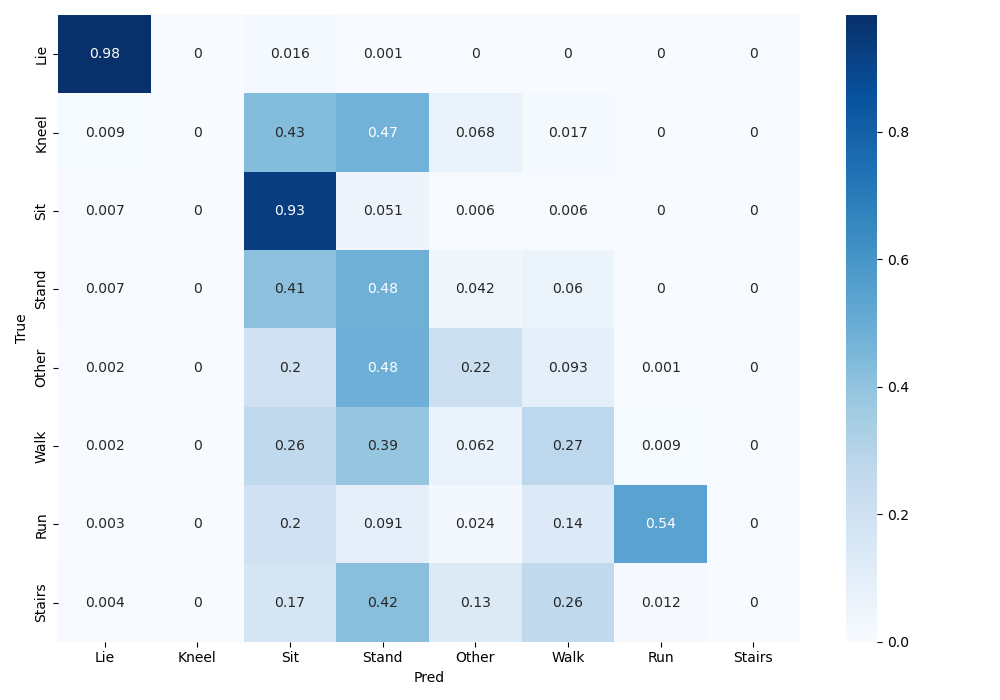 Lie 0.98 0 0.016 0.001 0 0 0 0
Kneel 0.009 0 0.43 0.47 0.068 0.017 0 0
Sit 0.007 0 0.93 0.051 0.006 0.006 0 0
Stand 0.007 0 0.41 0.48 0.042 0.06 0 0
Other 0.002 0 0.2 0.48 0.22 0.093 0.001 0
Walk 0.002 0 0.26 0.39 0.062 0.27 0.009 0
Run 0.003 0 0.2 0.091 0.024 0.14 0.54 0
Stairs 0.004 0 0.17 0.42 0.13 0.26 0.012 0
True
Lie Kneel Sit Stand Other Walk Run Stairs
Pred
0.8
0.6
0.4
0.2
0.0